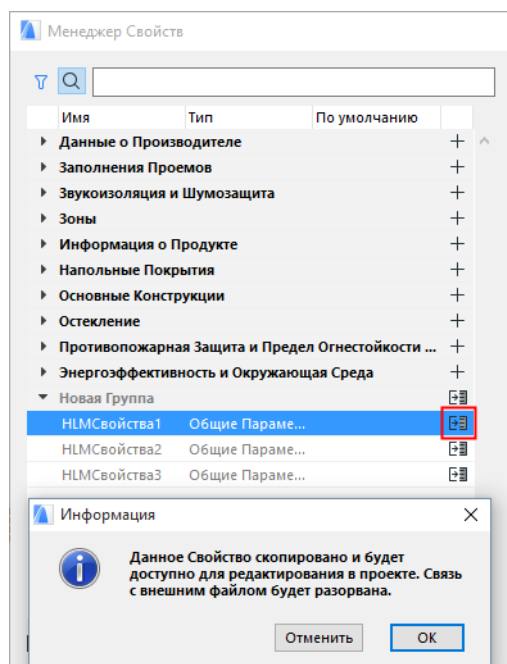 Менеджер Свойств
Имя Тип По умолчанию
Данные о Производителе
Заполнения Проемов
Звукоизоляция и Шумозащита
Зоны
Информация о Продукте
Напольные Покрытия
Основные Конструкции
Остекление
Противопожарная Защита и Предел Огнестойкости ...
Энергоэффективность и Окружающая Среда
Новая Группа
HLMСвойства1 Общие Параме...
HLMСвойства2 Общие Параме...
HLMСвойства3 Общие Параме...
Информация
Данное Свойство скопировано и будет
доступно для редактирования в проекте. Связь
с внешним файлом будет разорвана.
Отменить OK